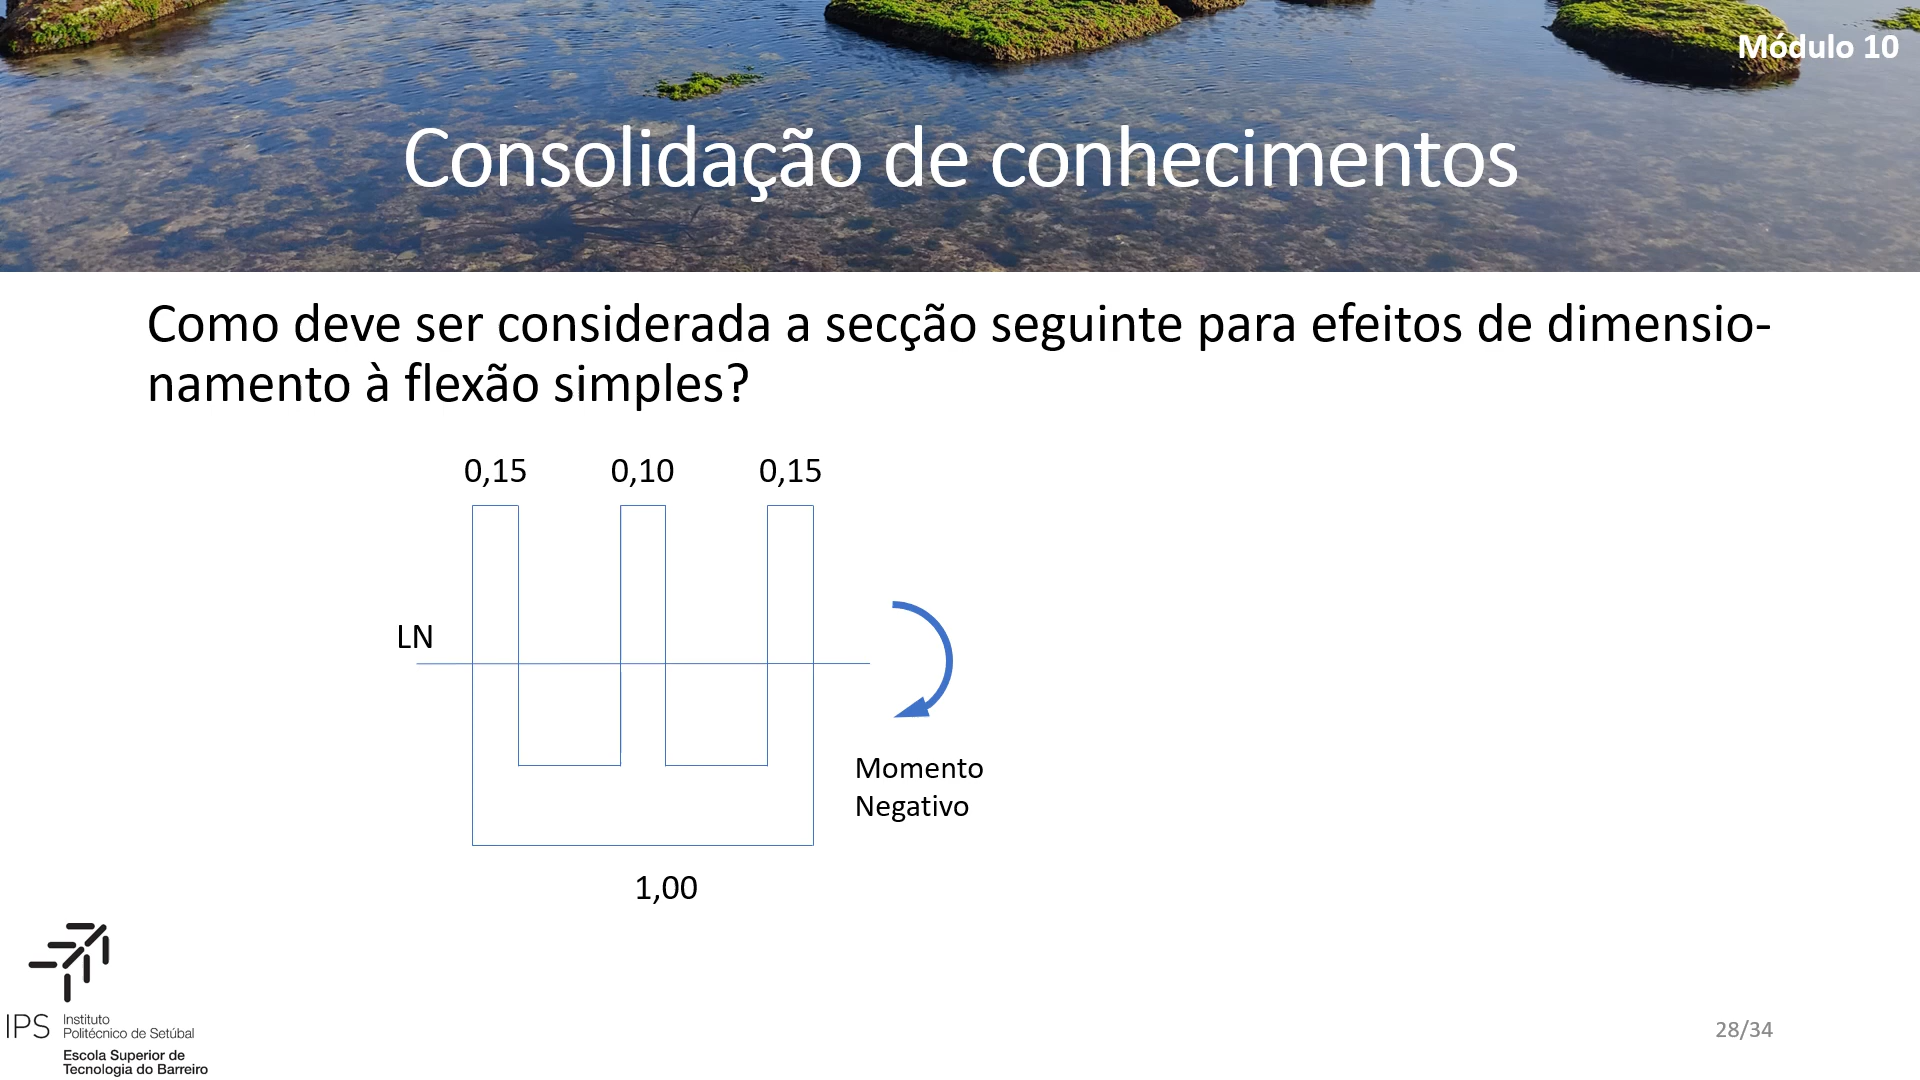 Módulo 10
Consolidação de conhecimentos
Como deve ser considerada a secção seguinte para efeitos de dimensio-
namento à flexão simples?
0,15 0,10 0,15
LN
Momento
Negativo
1,00
IPS Instituto
Politécnico de Setúbal
Escola Superior de
Tecnologia do Barreiro
28/34